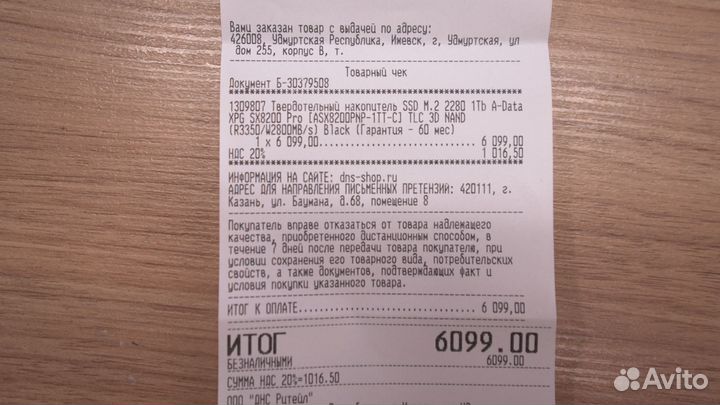 Вами заказан товар с выдачей по адресу:
426008, Удмуртская Республика, Ижевск, г, Удмуртская, ул
дом 255, корпус В, т.
Товарный чек
Документ Б-30379508
1309807 Твердотельный накопитель SSD M.2 2280 1Tb A-Data
XPG SX8200 Pro [ASX8200PNP-1TT-C] TLC 3D NAND
(R3350/W2800MB/s) Black (Гарантия - 60 мес)
1 x 6 099,00 6 099,00
НДС 20% 1 016,50
ИНФОРМАЦИЯ НА САЙТЕ: dns-shop.ru
АДРЕС ДЛЯ НАПРАВЛЕНИЯ ПИСЬМЕННЫХ ПРЕТЕНЗИЙ: 420111, г.
Казань, ул. Баумана, д.68, помещение 8
Покупатель вправе отказаться от товара надлежащего
качества, приобретенного дистанционным способом, в
течение 7 дней после передачи товара покупателю, при
условии сохранения его товарного вида, потребительских
свойств, а также документов, подтверждающих факт и
условия покупки указанного товара.
ИТОГ К ОПЛАТЕ 6 099,00
ИТОГ 6099.00
БЕЗНАЛИЧНЫМИ 6099.00
СУММА НДС 20%=1016.50
ООО "ДНС Ритейл"
Avito